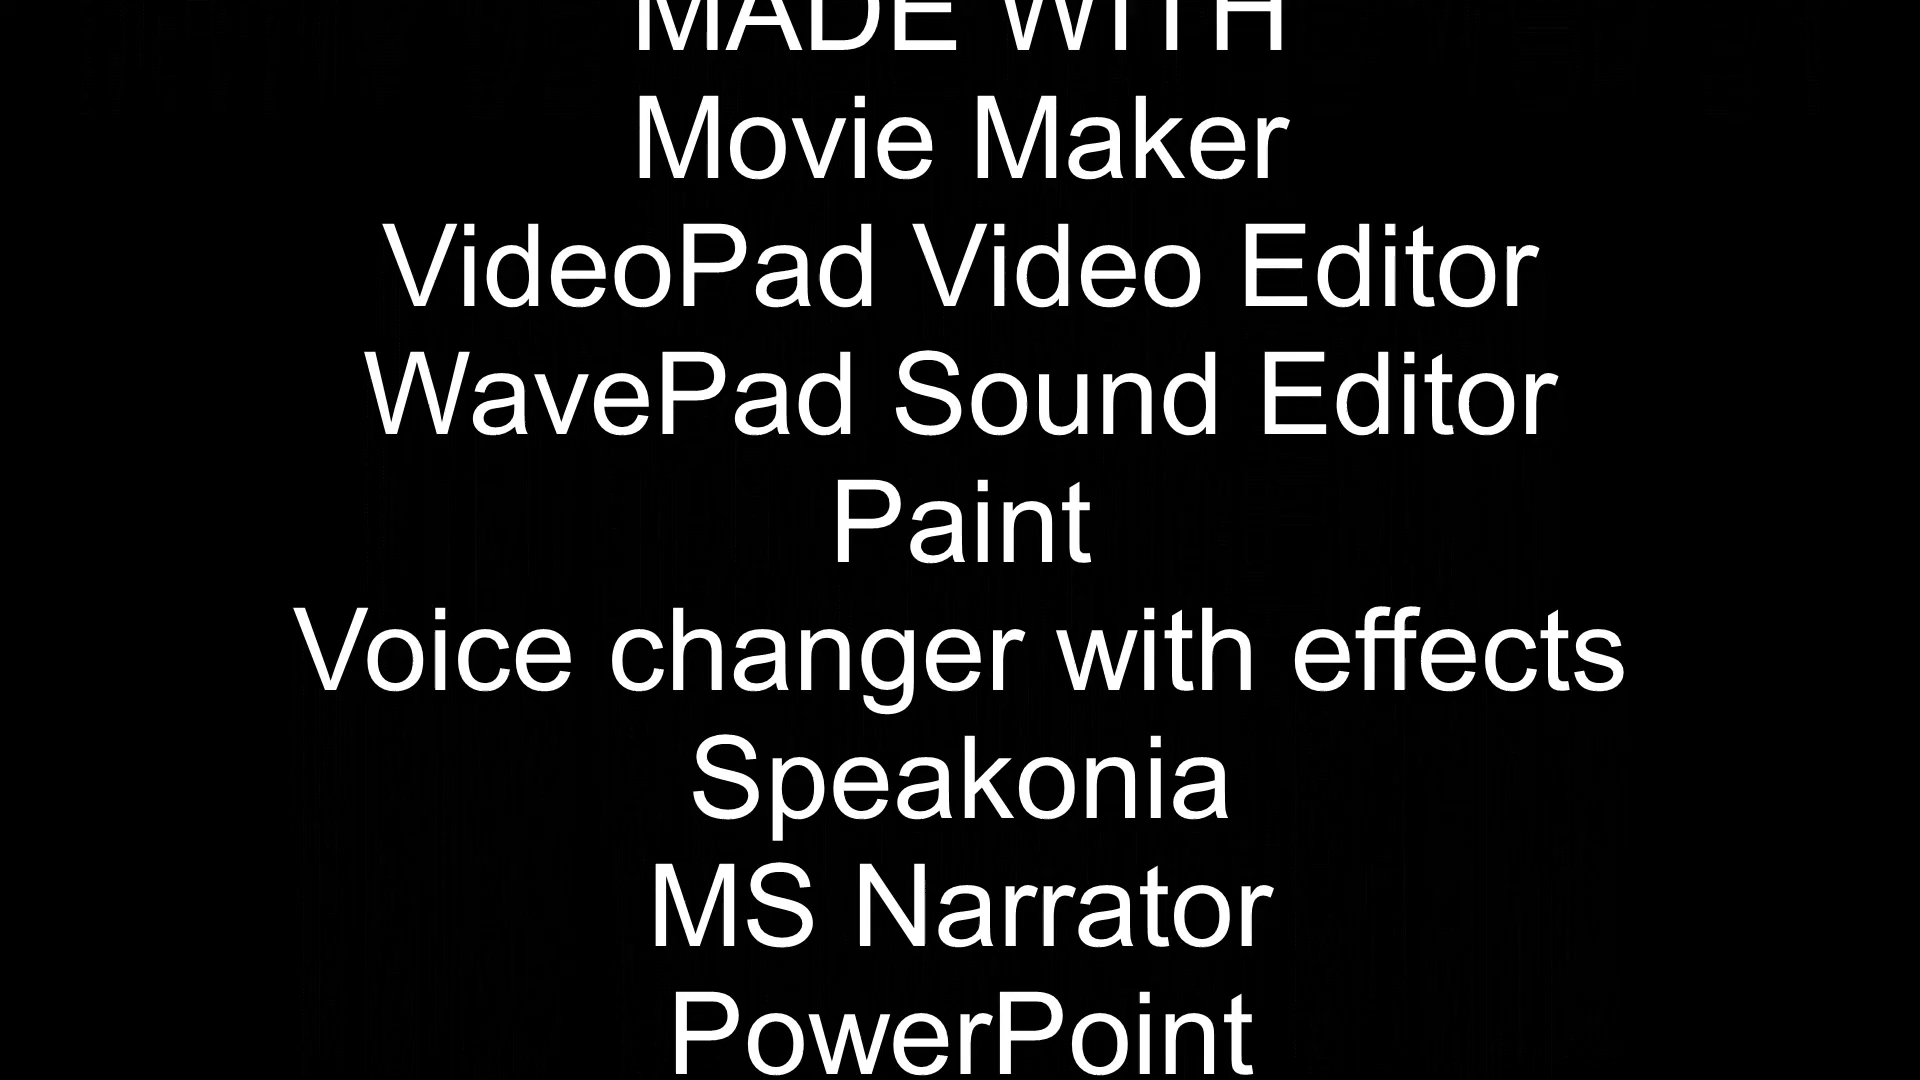 MADE WITH
Movie Maker
VideoPad Video Editor
WavePad Sound Editor
Paint
Voice changer with effects
Speakonia
MS Narrator
PowerPoint